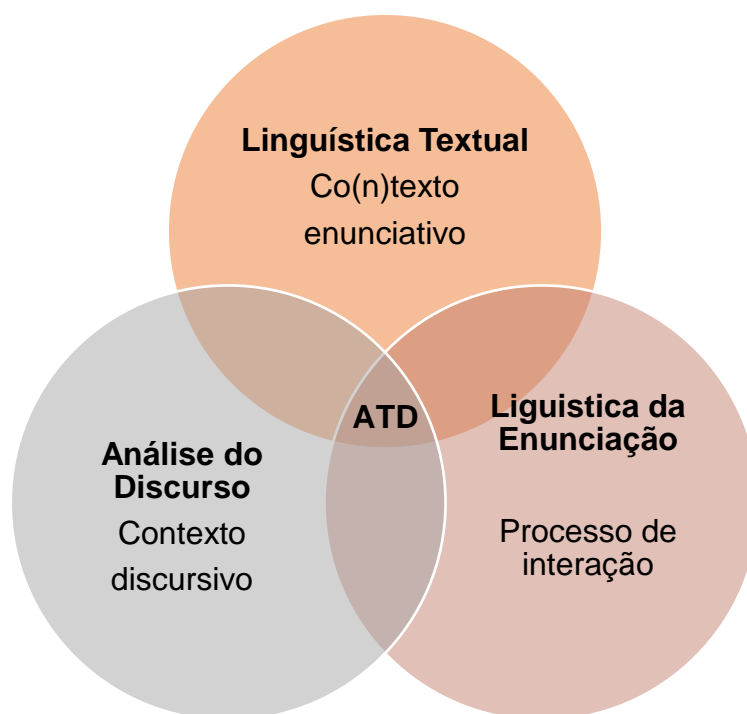 Linguística Textual
Co(n)texto
enunciativo
ATD
Análise do
Discurso
Contexto
discursivo
Liguistica da
Enunciação
Processo de
interação